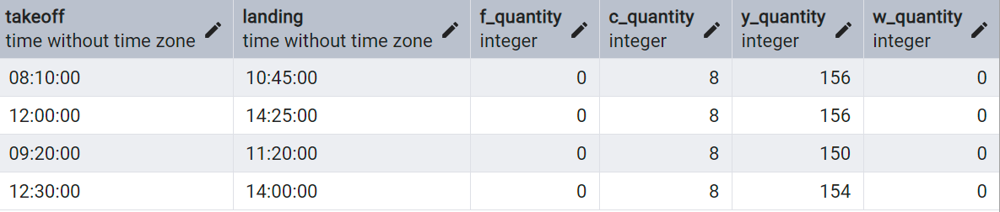 takeoff landing f_quantity c_quantity y_quantity w_quantity
time without time zone time without time zone integer integer integer integer
08:10:00 10:45:00 0 8 156 0
12:00:00 14:25:00 0 8 156 0
09:20:00 11:20:00 0 8 150 0
12:30:00 14:00:00 0 8 154 0